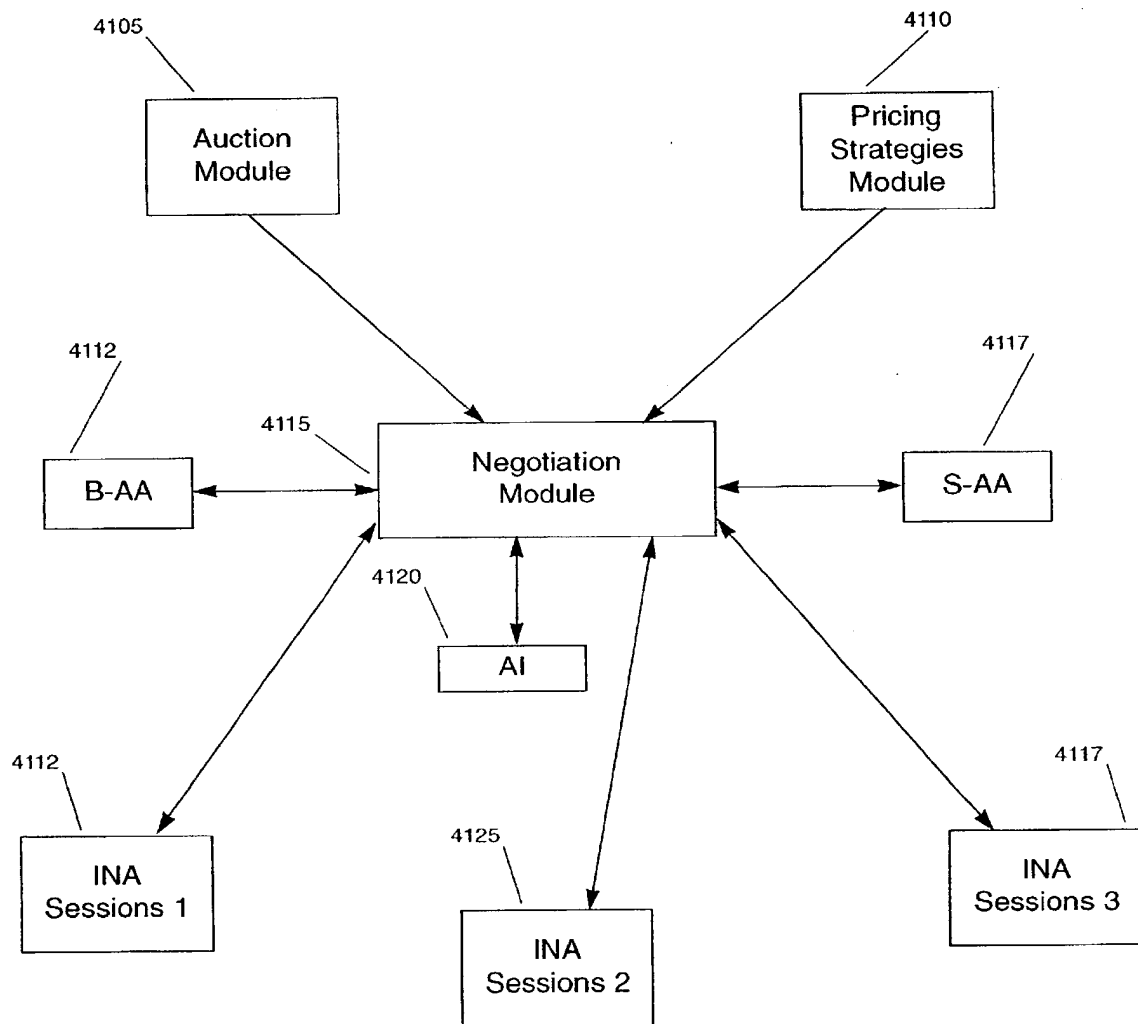 4105
4110
Auction
Module
Pricing
Strategies
Module
4112
4117
4115
Negotiation
Module
B-AA
S-AA
4120
AI
4112
4117
4125
INA
Sessions 1
INA
Sessions 3
INA
Sessions 2